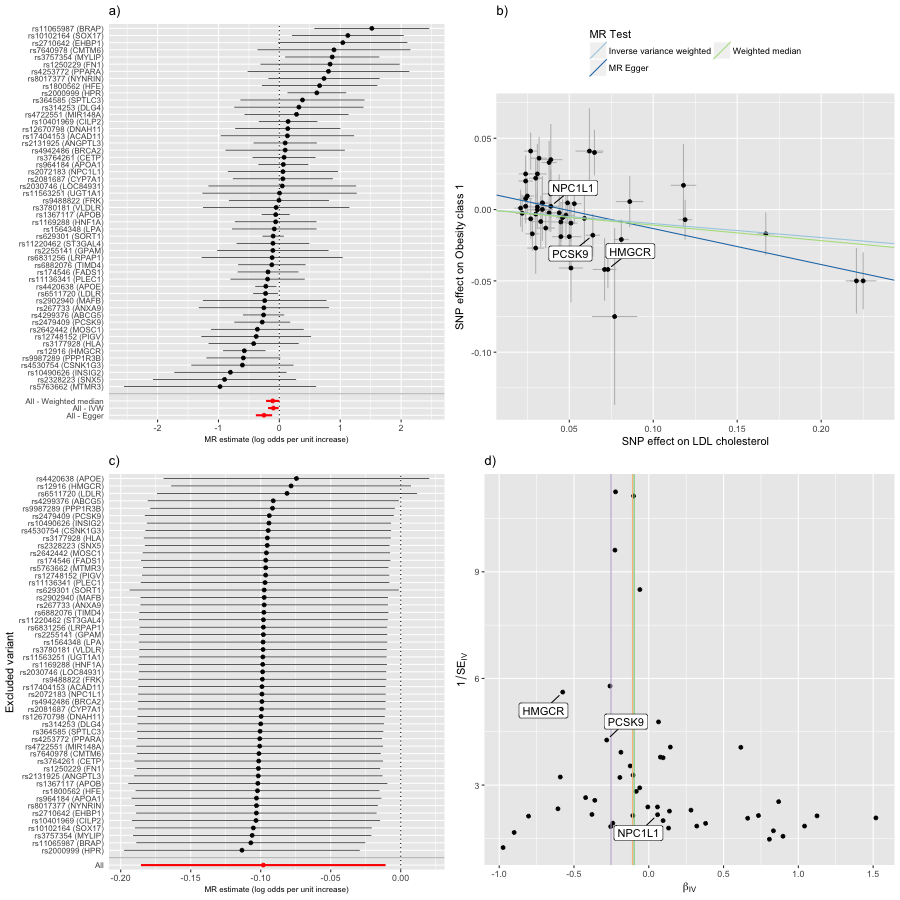 a)
rs11065987 (BRAP)
rs10102164 (SOX17)
rs2710642 (EHBP1)
rs7640978 (CMTM6)
rs3757354 (MYLIP)
rs1250229 (FN1)
rs4253772 (PPARA)
rs8017377 (NYNRIN)
rs1800562 (HFE)
rs2000999 (HPR)
rs364585 (SPTLC3)
rs314253 (DLG4)
rs4722551 (MIR148A)
rs10401969 (CILP2)
rs12670798 (DNAH11)
rs17404153 (ACAD11)
rs2131925 (ANGPTL3)
rs4942486 (BRCA2)
rs3764261 (CETP)
rs964184 (APOA1)
rs2072183 (NPC1L1)
rs2081687 (CYP7A1)
rs2030746 (LOC84931)
rs11563251 (UGT1A1)
rs9488822 (FRK)
rs3780181 (VLDLR)
rs1367117 (APOB)
rs1169288 (HNF1A)
rs1564348 (LPA)
rs629301 (SORT1)
rs11220462 (ST3GAL4)
rs2255141 (GPAM)
rs6831256 (LRPAP1)
rs6882076 (TIMD4)
rs174546 (FADS1)
rs11136341 (PLEC1)
rs4420638 (APOE)
rs6511720 (LDLR)
rs2902940 (MAFB)
rs267733 (ANXA9)
rs4299376 (ABCG5)
rs2479409 (PCSK9)
rs2642442 (MOSC1)
rs12748152 (PIGV)
rs3177928 (HLA)
rs12916 (HMGCR)
rs9987289 (PPP1R3B)
rs4530754 (CSNK1G3)
rs10490626 (INSIG2)
rs2328223 (SNX5)
rs5763662 (MTMR3)
All - Weighted median
All - IVW
All - Egger
-2 -1 0 1 2
MR estimate (log odds per unit increase)
b)
MR Test
Inverse variance weighted
Weighted median
MR Egger
SNP effect on Obesity class 1
0.05
0.00
-0.05
-0.10
NPC1L1
PCSK9
HMGCR
0.05 0.10 0.15 0.20
SNP effect on LDL cholesterol
c)
Excluded variant
rs4420638 (APOE)
rs12916 (HMGCR)
rs6511720 (LDLR)
rs4299376 (ABCG5)
rs9987289 (PPP1R3B)
rs2479409 (PCSK9)
rs10490626 (INSIG2)
rs4530754 (CSNK1G3)
rs3177928 (HLA)
rs2328223 (SNX5)
rs2642442 (MOSC1)
rs174546 (FADS1)
rs5763662 (MTMR3)
rs12748152 (PIGV)
rs11136341 (PLEC1)
rs629301 (SORT1)
rs2902940 (MAFB)
rs267733 (ANXA9)
rs6882076 (TIMD4)
rs11220462 (ST3GAL4)
rs6831256 (LRPAP1)
rs2255141 (GPAM)
rs1564348 (LPA)
rs3780181 (VLDLR)
rs11563251 (UGT1A1)
rs1169288 (HNF1A)
rs2030746 (LOC84931)
rs9488822 (FRK)
rs17404153 (ACAD11)
rs2072183 (NPC1L1)
rs4942486 (BRCA2)
rs2081687 (CYP7A1)
rs12670798 (DNAH11)
rs314253 (DLG4)
rs364585 (SPTLC3)
rs4253772 (PPARA)
rs4722551 (MIR148A)
rs7640978 (CMTM6)
rs3764261 (CETP)
rs1250229 (FN1)
rs2131925 (ANGPTL3)
rs1367117 (APOB)
rs1800562 (HFE)
rs964184 (APOA1)
rs8017377 (NYNRIN)
rs2710642 (EHBP1)
rs10401969 (CILP2)
rs10102164 (SOX17)
rs3757354 (MYLIP)
rs11065987 (BRAP)
rs2000999 (HPR)
All
-0.20 -0.15 -0.10 -0.05 0.00
MR estimate (log odds per unit increase)
d)
1/SE_IV
9
6
3
HMGCR
PCSK9
NPC1L1
-1.0 -0.5 0.0 0.5 1.0 1.5
β_IV